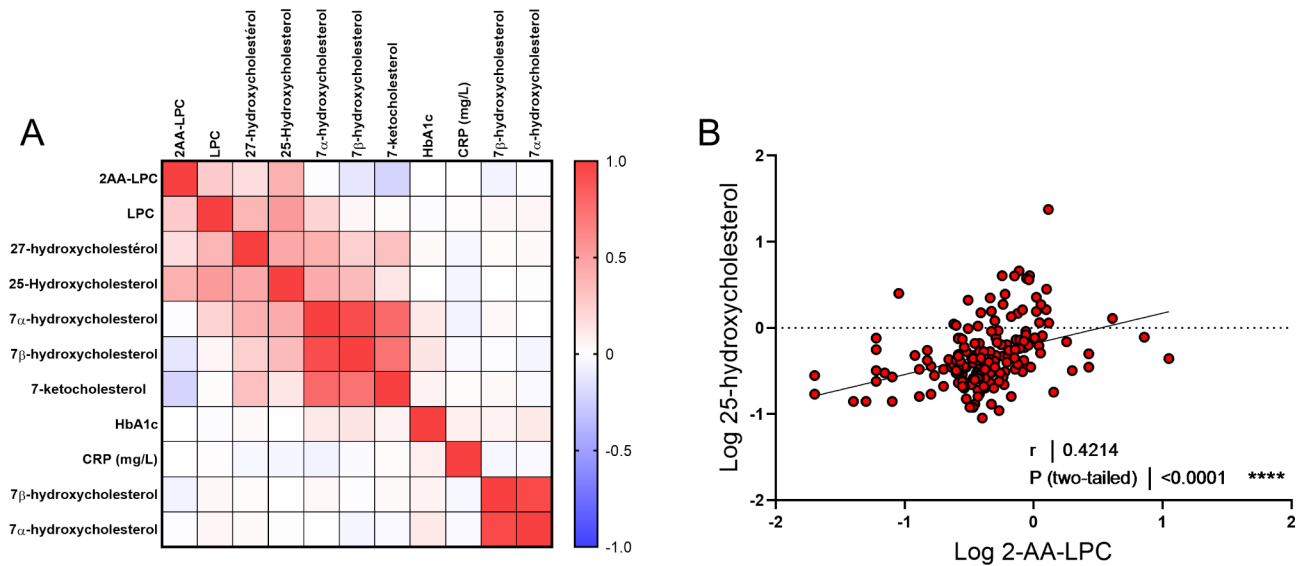 A
2AA-LPC
LPC
27-hydroxycholestérol
25-Hydroxycholesterol
7α-hydroxycholesterol
7β-hydroxycholesterol
7-ketocholesterol
HbA1c
CRP (mg/L)
7β-hydroxycholesterol
7α-hydroxycholesterol
2AA-LPC
LPC
27-hydroxycholestérol
25-Hydroxycholesterol
7α-hydroxycholesterol
7β-hydroxycholesterol
7-ketocholesterol
HbA1c
CRP (mg/L)
7β-hydroxycholesterol
7α-hydroxycholesterol
1.0
0.5
0
-0.5
-1.0
B
Log 25-hydroxycholesterol
2
1
0
-1
-2
r 0.4214
P (two-tailed) <0.0001 ****
-2 -1 0 1 2
Log 2-AA-LPC